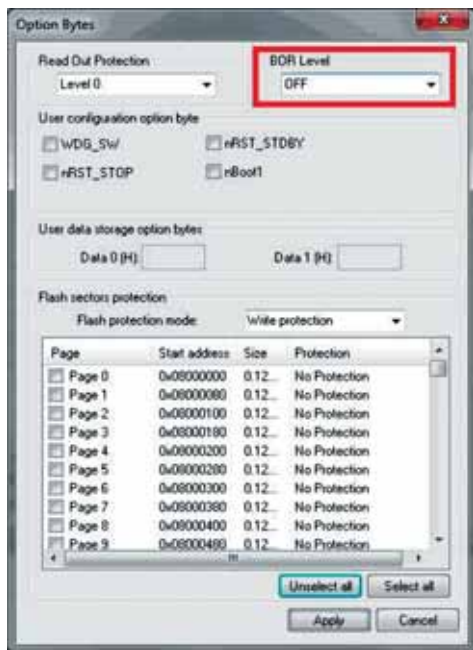 Option Bytes
Read Out Protection
BOR Level
Level 0
OFF
User configuration option byte
WDG_SW
nRST_STDBY
nRST_STOP
nBoot1
User data storage option bytes
Data 0 (H):
Data 1 (H):
Flash sectors protection
Flash protection mode:
Write protection
Page Start address Size Protection
Page 0 0x08000000 0.12... No Protection
Page 1 0x08000080 0.12... No Protection
Page 2 0x08000100 0.12... No Protection
Page 3 0x08000180 0.12... No Protection
Page 4 0x08000200 0.12... No Protection
Page 5 0x08000280 0.12... No Protection
Page 6 0x08000300 0.12... No Protection
Page 7 0x08000380 0.12... No Protection
Page 8 0x08000400 0.12... No Protection
Page 9 0x08000480 0.12... No Protection
Unselect all
Select all
Apply
Cancel